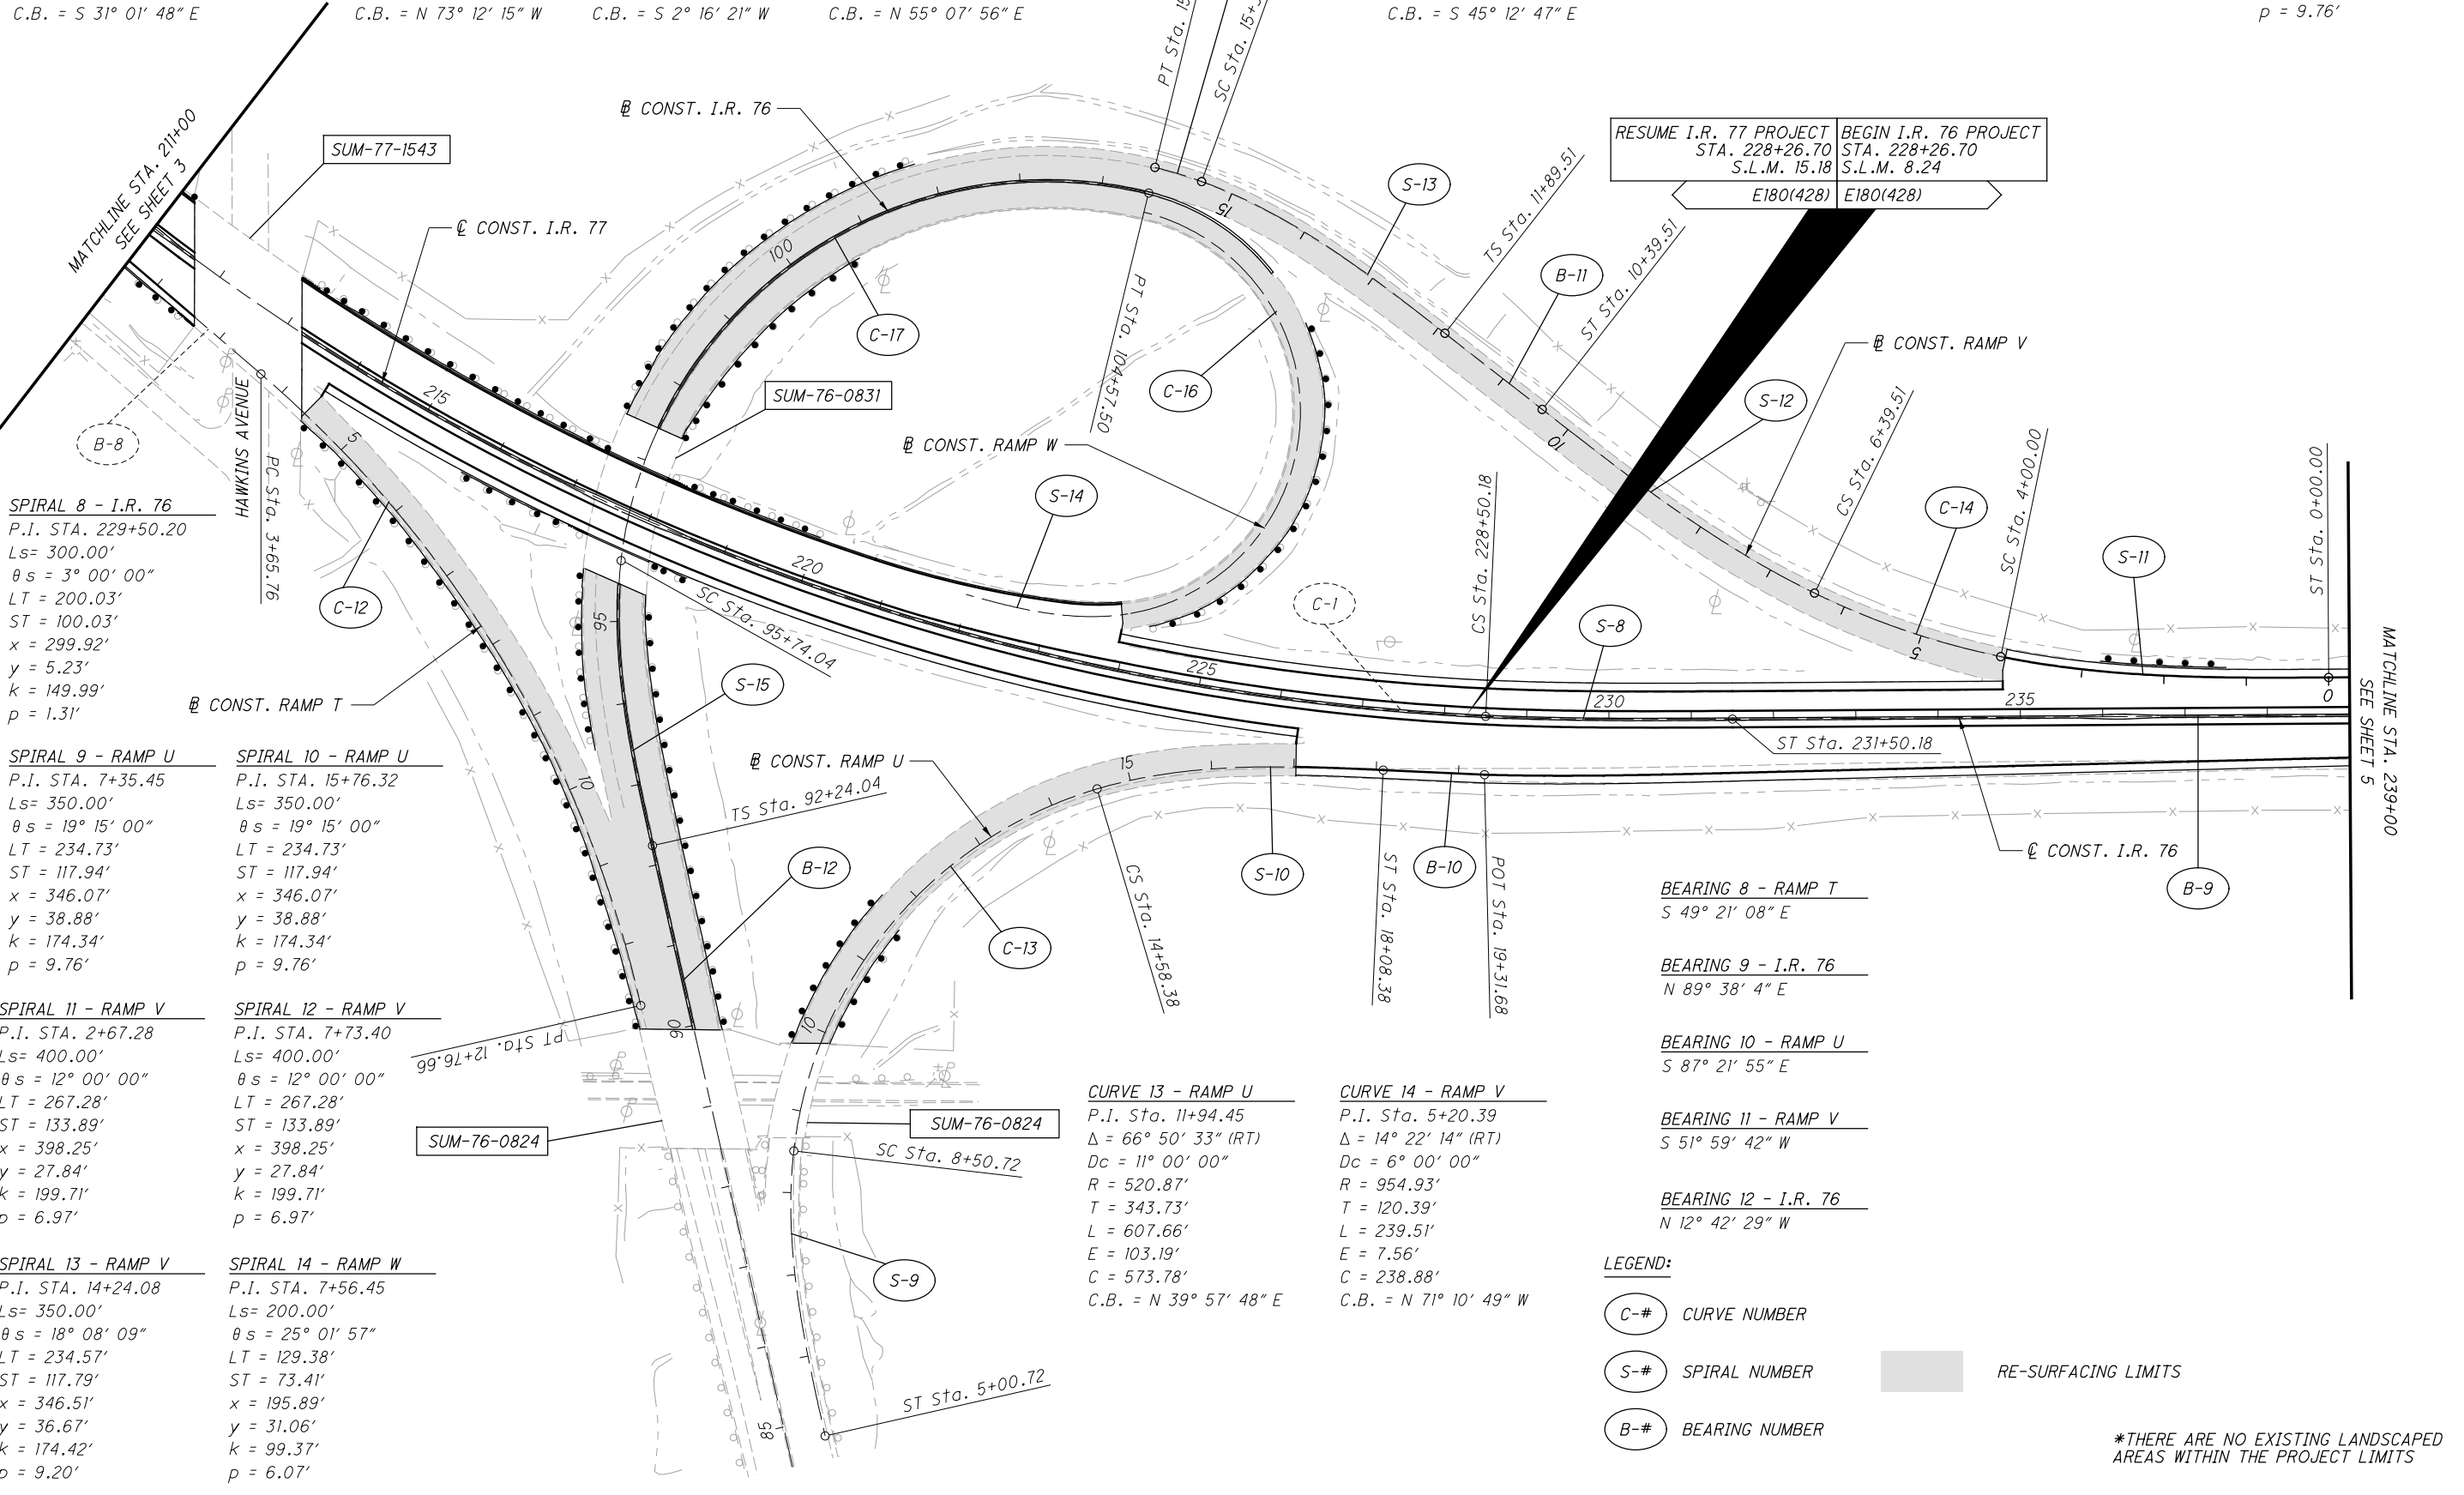 C.B. = S 31° 01' 48" E
C.B. = N 73° 12' 15" W
C.B. = S 2° 16' 21" W
C.B. = N 55° 07' 56" E
C.B. = S 45° 12' 47" E
p = 9.76'
PT Sta.
SC Sta.
MATCHLINE STA. 211+00
SEE SHEET 3
SUM-77-1543
℄ CONST. I.R. 77
B-8
HAWKINS AVENUE
PC Sta. 3+65.76
215
5
C-12
℄ CONST. I.R. 76
100
C-17
SUM-76-0831
PT Sta. 104+57.50
C-16
℄ CONST. RAMP W
S-14
15
S-13
TS Sta. 11+89.51
B-11
ST Sta. 10+39.51
10
RESUME I.R. 77 PROJECT
STA. 228+26.70
S.L.M. 15.18
E180(428)
BEGIN I.R. 76 PROJECT
STA. 228+26.70
S.L.M. 8.24
E180(428)
℄ CONST. RAMP V
S-12
CS Sta. 6+39.51
C-14
SC Sta. 4+00.00
S-11
5
ST Sta. 0+00.00
0
MATCHLINE STA. 239+00
SEE SHEET 5
220
SC Sta. 95+74.04
95
S-15
225
C-1
CS Sta. 228+50.18
S-8
230
235
ST Sta. 231+50.18
℄ CONST. RAMP T
10
TS Sta. 92+24.04
B-12
℄ CONST. RAMP U
15
CS Sta. 14+58.38
C-13
S-10
ST Sta. 18+08.38
B-10
POT Sta. 19+31.68
℄ CONST. I.R. 76
B-9
PT Sta. 12+76.66
90
10
SUM-76-0824
SUM-76-0824
SC Sta. 8+50.72
S-9
ST Sta. 5+00.72
85
SPIRAL 8 - I.R. 76
P.I. STA. 229+50.20
Ls= 300.00'
θs = 3° 00' 00"
LT = 200.03'
ST = 100.03'
x = 299.92'
y = 5.23'
k = 149.99'
p = 1.31'
SPIRAL 9 - RAMP U
P.I. STA. 7+35.45
Ls= 350.00'
θs = 19° 15' 00"
LT = 234.73'
ST = 117.94'
x = 346.07'
y = 38.88'
k = 174.34'
p = 9.76'
SPIRAL 10 - RAMP U
P.I. STA. 15+76.32
Ls= 350.00'
θs = 19° 15' 00"
LT = 234.73'
ST = 117.94'
x = 346.07'
y = 38.88'
k = 174.34'
p = 9.76'
SPIRAL 11 - RAMP V
P.I. STA. 2+67.28
Ls= 400.00'
θs = 12° 00' 00"
LT = 267.28'
ST = 133.89'
x = 398.25'
y = 27.84'
k = 199.71'
p = 6.97'
SPIRAL 12 - RAMP V
P.I. STA. 7+73.40
Ls= 400.00'
θs = 12° 00' 00"
LT = 267.28'
ST = 133.89'
x = 398.25'
y = 27.84'
k = 199.71'
p = 6.97'
SPIRAL 13 - RAMP V
P.I. STA. 14+24.08
Ls= 350.00'
θs = 18° 08' 09"
LT = 234.57'
ST = 117.79'
x = 346.51'
y = 36.67'
k = 174.42'
p = 9.20'
SPIRAL 14 - RAMP W
P.I. STA. 7+56.45
Ls= 200.00'
θs = 25° 01' 57"
LT = 129.38'
ST = 73.41'
x = 195.89'
y = 31.06'
k = 99.37'
p = 6.07'
CURVE 13 - RAMP U
P.I. Sta. 11+94.45
Δ = 66° 50' 33" (RT)
Dc = 11° 00' 00"
R = 520.87'
T = 343.73'
L = 607.66'
E = 103.19'
C = 573.78'
C.B. = N 39° 57' 48" E
CURVE 14 - RAMP V
P.I. Sta. 5+20.39
Δ = 14° 22' 14" (RT)
Dc = 6° 00' 00"
R = 954.93'
T = 120.39'
L = 239.51'
E = 7.56'
C = 238.88'
C.B. = N 71° 10' 49" W
BEARING 8 - RAMP T
S 49° 21' 08" E
BEARING 9 - I.R. 76
N 89° 38' 4" E
BEARING 10 - RAMP U
S 87° 21' 55" E
BEARING 11 - RAMP V
S 51° 59' 42" W
BEARING 12 - I.R. 76
N 12° 42' 29" W
LEGEND:
C-# CURVE NUMBER
S-# SPIRAL NUMBER
RE-SURFACING LIMITS
B-# BEARING NUMBER
*THERE ARE NO EXISTING LANDSCAPED
AREAS WITHIN THE PROJECT LIMITS